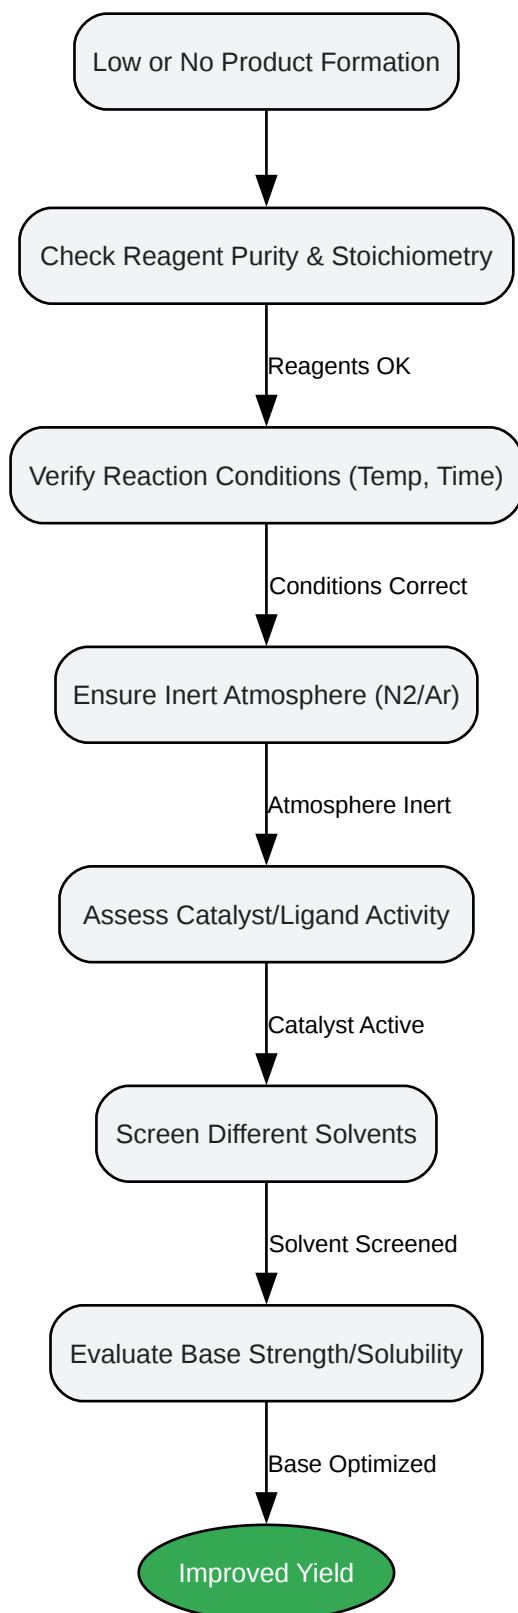 Low or No Product Formation
Check Reagent Purity & Stoichiometry
Reagents OK
Verify Reaction Conditions (Temp, Time)
Conditions Correct
Ensure Inert Atmosphere (N2/Ar)
Atmosphere Inert
Assess Catalyst/Ligand Activity
Catalyst Active
Screen Different Solvents
Solvent Screened
Evaluate Base Strength/Solubility
Base Optimized
Improved Yield